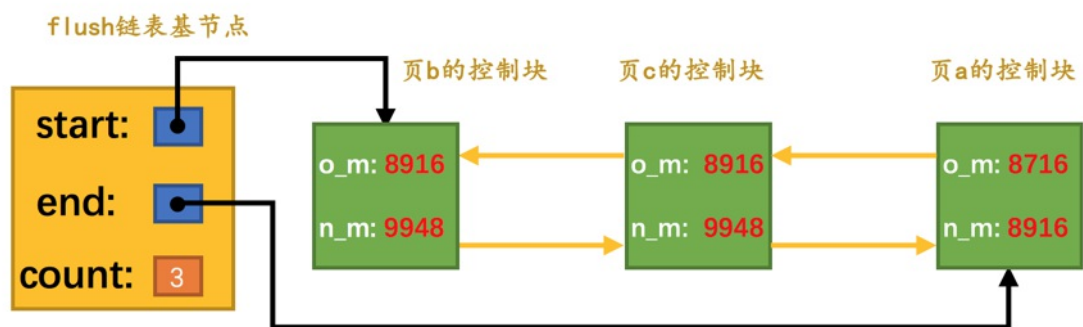 flush链表基节点
页b的控制块
页c的控制块
页a的控制块
start:
end:
count: 3
o_m: 8916
n_m: 9948
o_m: 8916
n_m: 9948
o_m: 8716
n_m: 8916